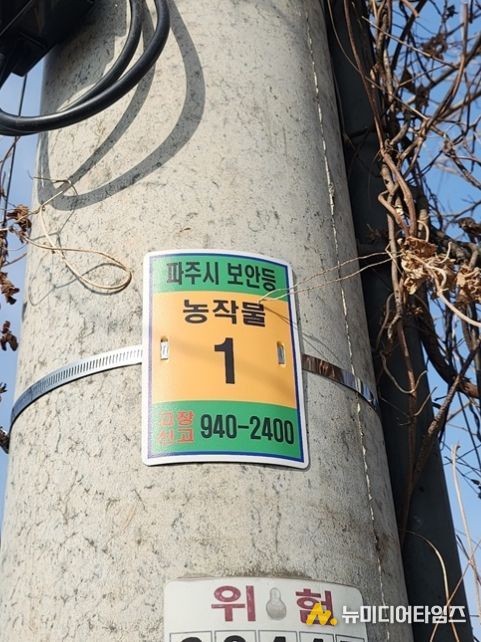 파주시 보안등
농작물
1
고장
신고 940-2400
위험
뉴미디어타임즈